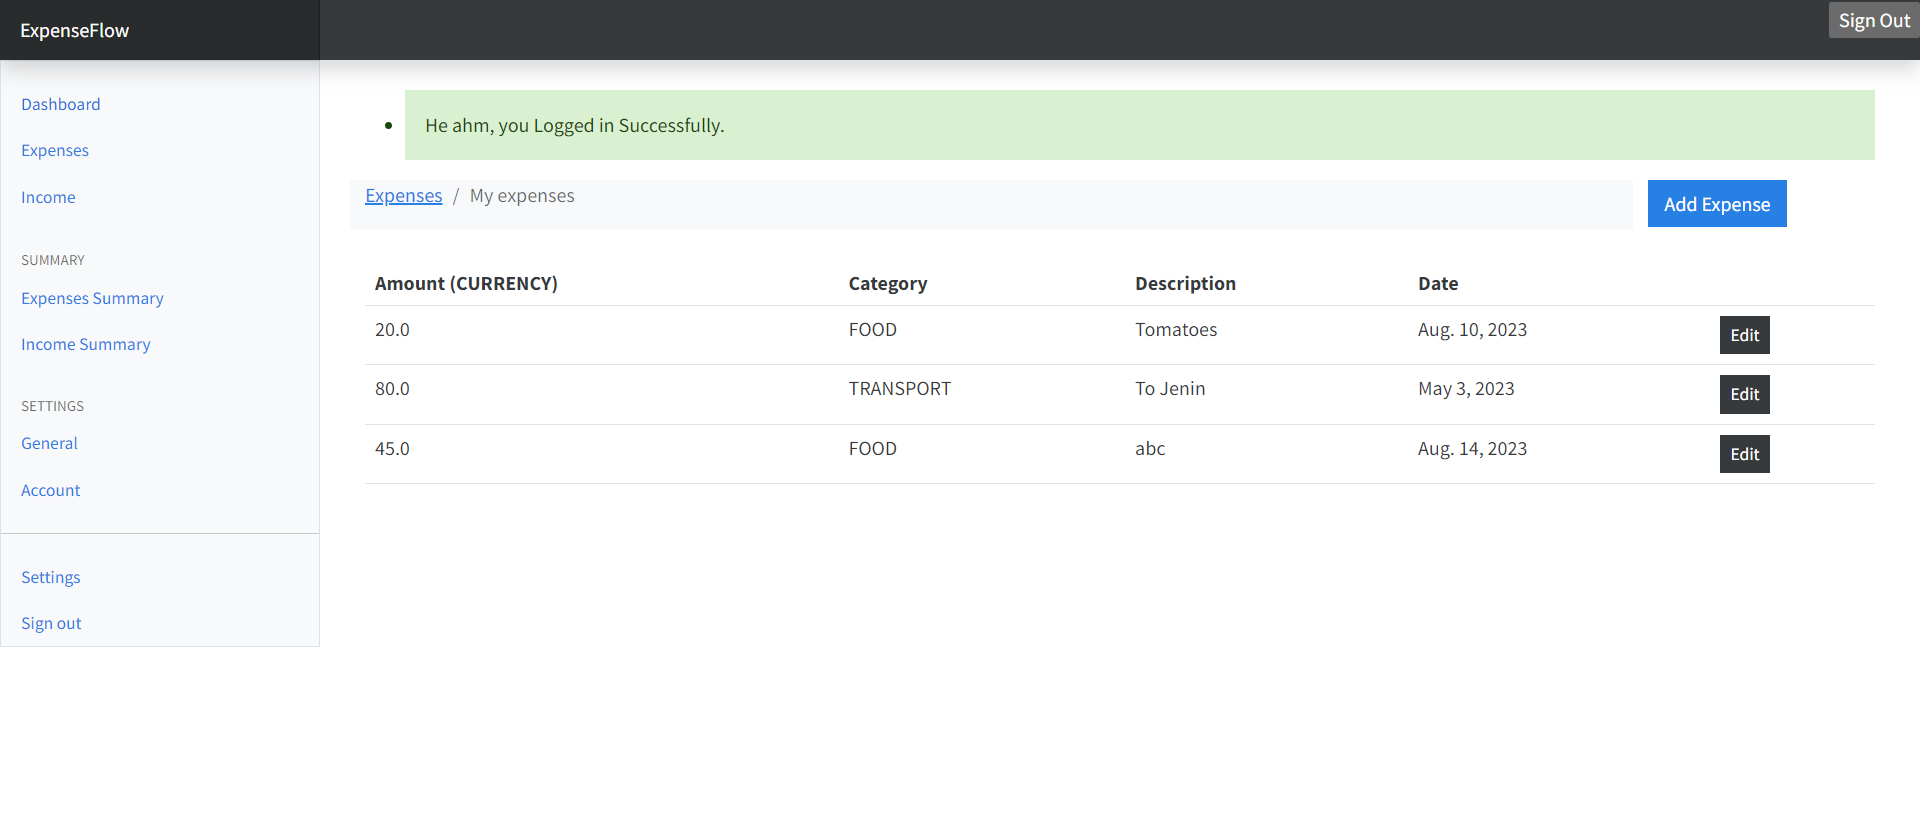 ExpenseFlow
Sign Out
Dashboard
Expenses
Income
SUMMARY
Expenses Summary
Income Summary
SETTINGS
General
Account
Settings
Sign out
He ahm, you Logged in Successfully.
Expenses / My expenses
Add Expense
Amount (CURRENCY) Category Description Date
20.0 FOOD Tomatoes Aug. 10, 2023 Edit
80.0 TRANSPORT To Jenin May 3, 2023 Edit
45.0 FOOD abc Aug. 14, 2023 Edit